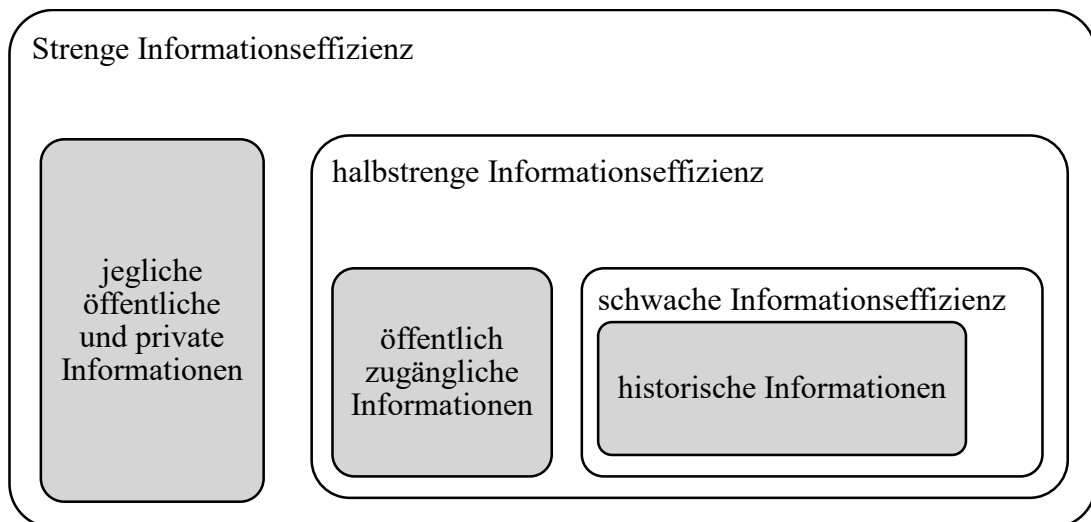 Strenge Informationseffizienz
jegliche
öffentliche
und private
Informationen
halbstrenge Informationseffizienz
öffentlich
zugängliche
Informationen
schwache Informationseffizienz
historische Informationen